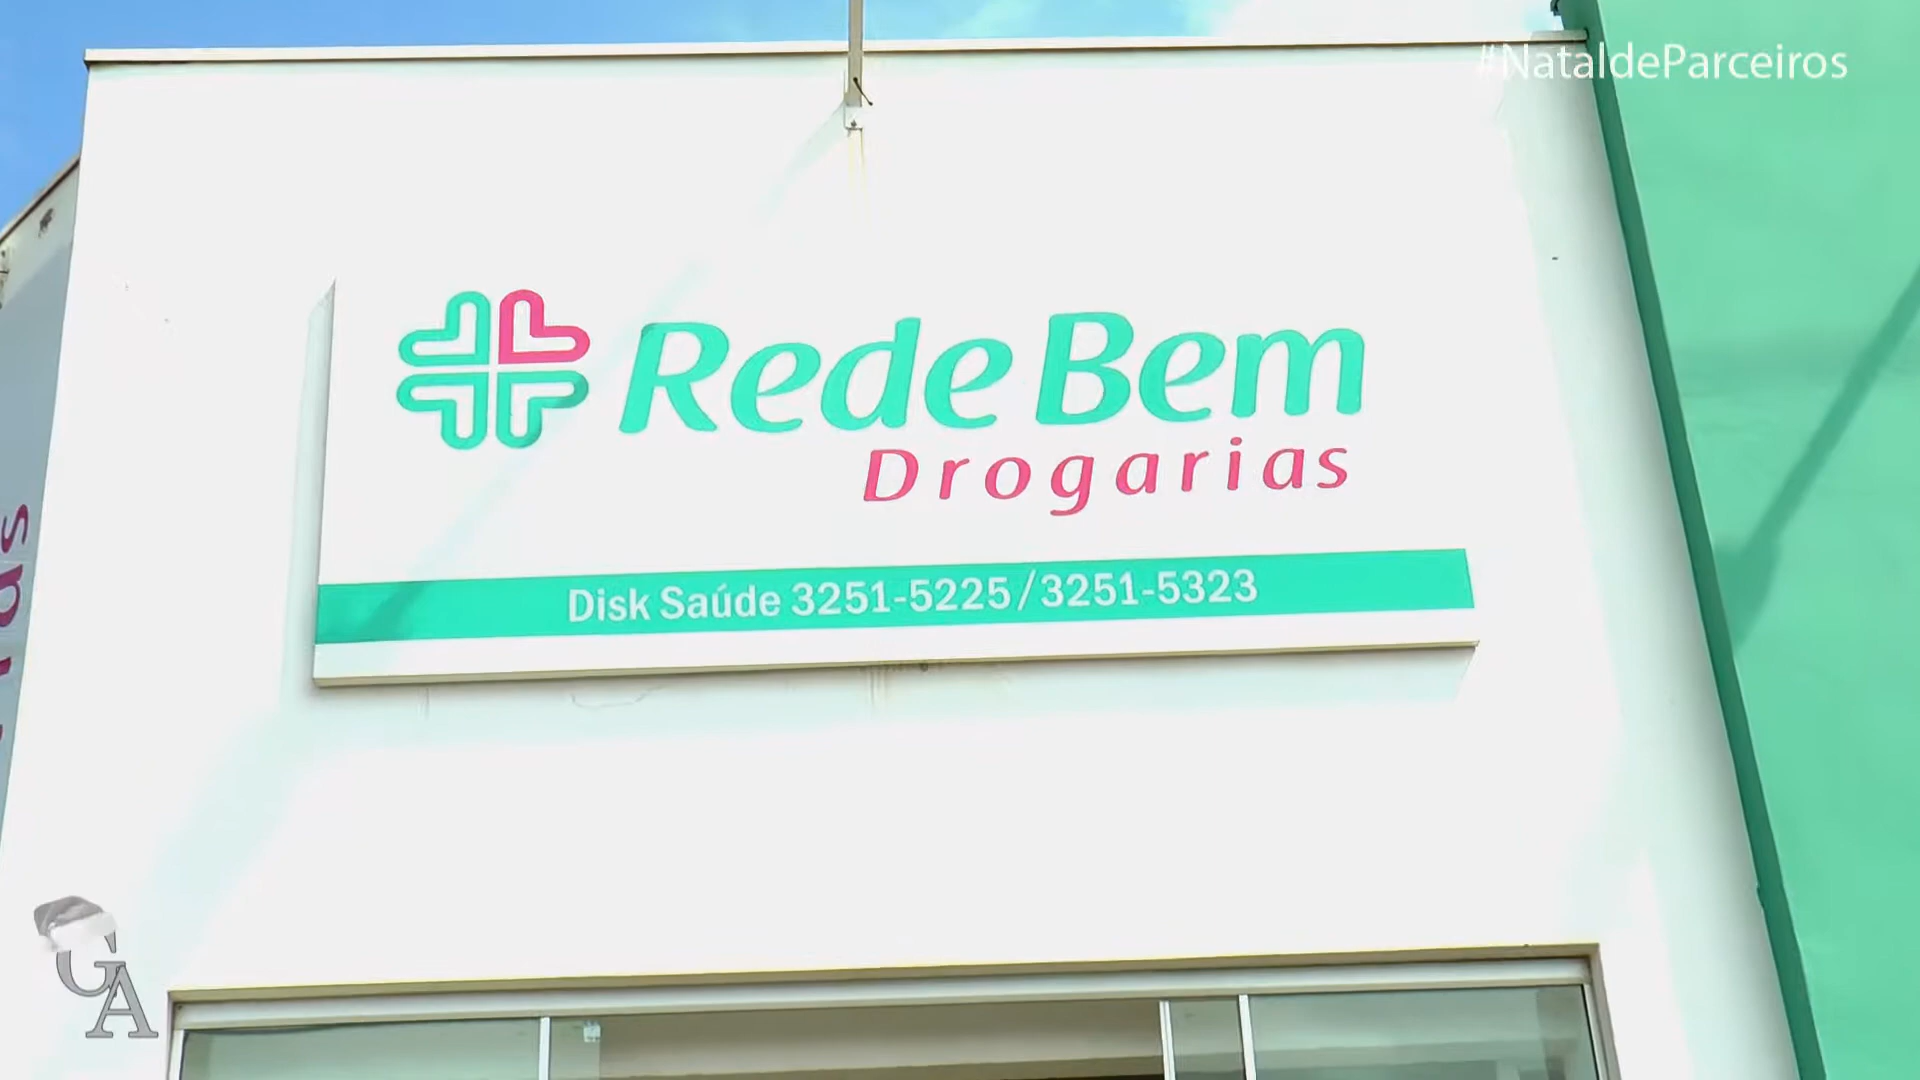 #NataldeParceiros
Rede Bem
Drogarias
Disk Saúde 3251-5225/3251-5323
GA